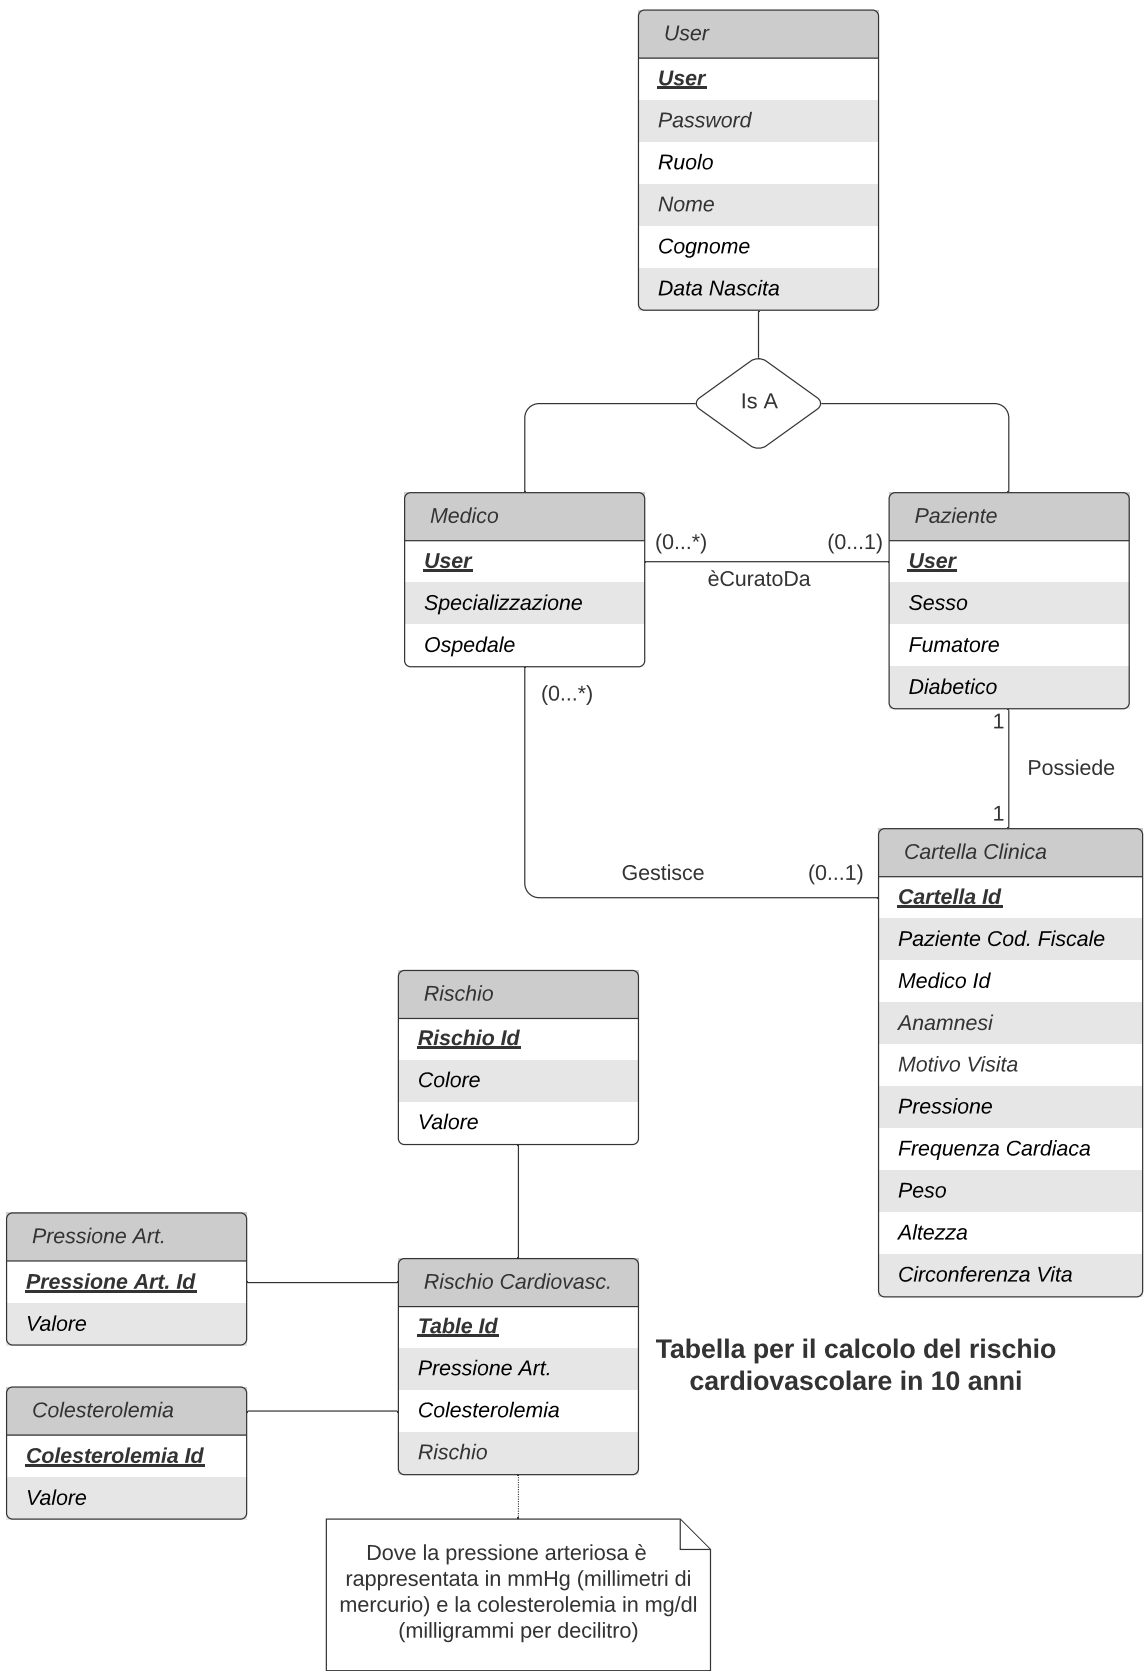 User
User
Password
Ruolo
Nome
Cognome
Data Nascita
Is A
Medico
User
Specializzazione
Ospedale
(0...*)
(0...1)
èCuratoDa
Paziente
User
Sesso
Fumatore
Diabetico
(0...*)
1
Possiede
1
Gestisce
(0...1)
Cartella Clinica
Cartella Id
Paziente Cod. Fiscale
Medico Id
Anamnesi
Motivo Visita
Pressione
Frequenza Cardiaca
Peso
Altezza
Circonferenza Vita
Rischio
Rischio Id
Colore
Valore
Pressione Art.
Pressione Art. Id
Valore
Colesterolemia
Colesterolemia Id
Valore
Rischio Cardiovasc.
Table Id
Pressione Art.
Colesterolemia
Rischio
Tabella per il calcolo del rischio
cardiovascolare in 10 anni
Dove la pressione arteriosa è
rappresentata in mmHg (millimetri di
mercurio) e la colesterolemia in mg/dl
(milligrammi per decilitro)